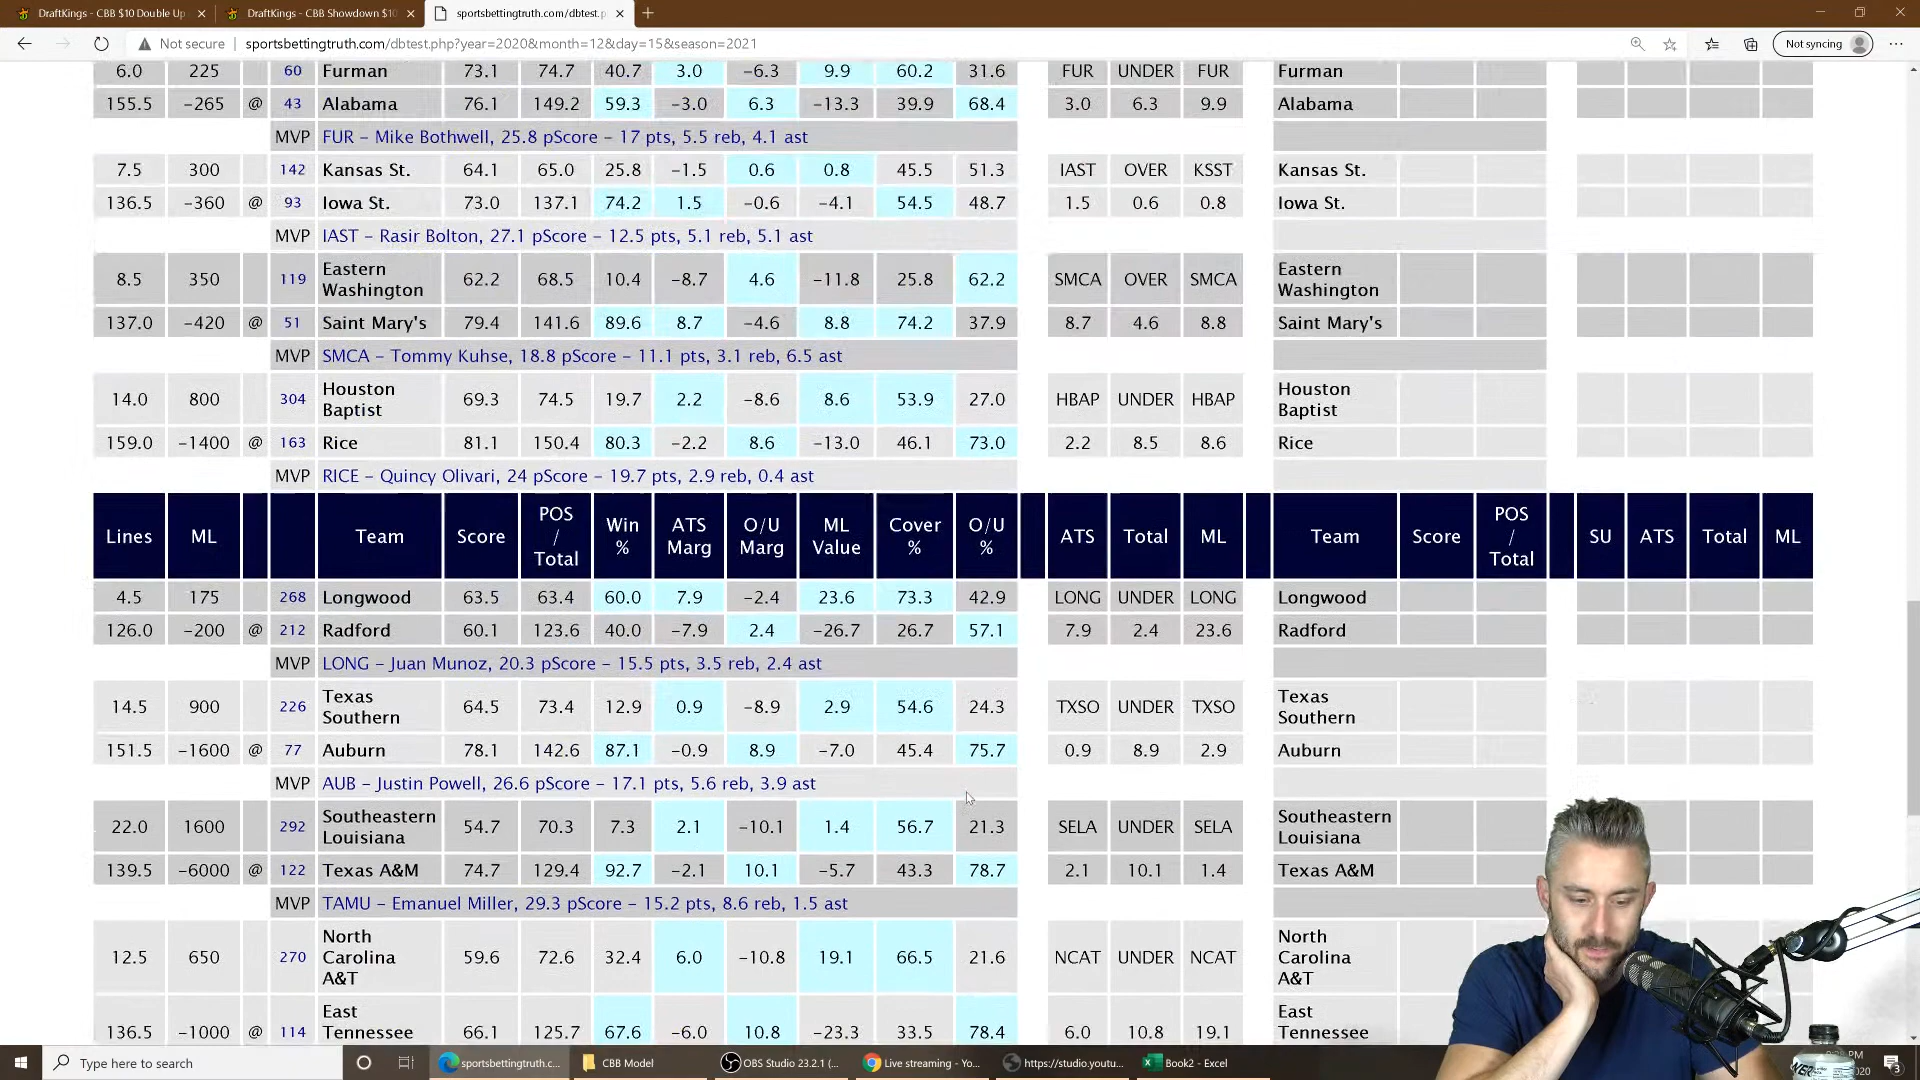 DraftKings - CBB $10 Double Up
DraftKings - CBB Showdown $10
sportsbettingtruth.com/dbtest.p
Not secure | sportsbettingtruth.com/dbtest.php?year=2020&month=12&day=15&season=2021
Not syncing
6.0 225 60 Furman 73.1 74.7 40.7 3.0 -6.3 9.9 60.2 31.6 FUR UNDER FUR Furman
155.5 -265 @ 43 Alabama 76.1 149.2 59.3 -3.0 6.3 -13.3 39.9 68.4 3.0 6.3 9.9 Alabama
MVP FUR - Mike Bothwell, 25.8 pScore - 17 pts, 5.5 reb, 4.1 ast
7.5 300 142 Kansas St. 64.1 65.0 25.8 -1.5 0.6 0.8 45.5 51.3 IAST OVER KSST Kansas St.
136.5 -360 @ 93 Iowa St. 73.0 137.1 74.2 1.5 -0.6 -4.1 54.5 48.7 1.5 0.6 0.8 Iowa St.
MVP IAST - Rasir Bolton, 27.1 pScore - 12.5 pts, 5.1 reb, 5.1 ast
8.5 350 119 Eastern Washington 62.2 68.5 10.4 -8.7 4.6 -11.8 25.8 62.2 SMCA OVER SMCA Eastern Washington
137.0 -420 @ 51 Saint Mary's 79.4 141.6 89.6 8.7 -4.6 8.8 74.2 37.9 8.7 4.6 8.8 Saint Mary's
MVP SMCA - Tommy Kuhse, 18.8 pScore - 11.1 pts, 3.1 reb, 6.5 ast
14.0 800 304 Houston Baptist 69.3 74.5 19.7 2.2 -8.6 8.6 53.9 27.0 HBAP UNDER HBAP Houston Baptist
159.0 -1400 @ 163 Rice 81.1 150.4 80.3 -2.2 8.6 -13.0 46.1 73.0 2.2 8.5 8.6 Rice
MVP RICE - Quincy Olivari, 24 pScore - 19.7 pts, 2.9 reb, 0.4 ast
Lines ML Team Score POS / Total Win % ATS Marg O/U Marg ML Value Cover % O/U % ATS Total ML Team Score POS / Total SU ATS Total ML
4.5 175 268 Longwood 63.5 63.4 60.0 7.9 -2.4 23.6 73.3 42.9 LONG UNDER LONG Longwood
126.0 -200 @ 212 Radford 60.1 123.6 40.0 -7.9 2.4 -26.7 26.7 57.1 7.9 2.4 23.6 Radford
MVP LONG - Juan Munoz, 20.3 pScore - 15.5 pts, 3.5 reb, 2.4 ast
14.5 900 226 Texas Southern 64.5 73.4 12.9 0.9 -8.9 2.9 54.6 24.3 TXSO UNDER TXSO Texas Southern
151.5 -1600 @ 77 Auburn 78.1 142.6 87.1 -0.9 8.9 -7.0 45.4 75.7 0.9 8.9 2.9 Auburn
MVP AUB - Justin Powell, 26.6 pScore - 17.1 pts, 5.6 reb, 3.9 ast
22.0 1600 292 Southeastern Louisiana 54.7 70.3 7.3 2.1 -10.1 1.4 56.7 21.3 SELA UNDER SELA Southeastern Louisiana
139.5 -6000 @ 122 Texas A&M 74.7 129.4 92.7 -2.1 10.1 -5.7 43.3 78.7 2.1 10.1 1.4 Texas A&M
MVP TAMU - Emanuel Miller, 29.3 pScore - 15.2 pts, 8.6 reb, 1.5 ast
12.5 650 270 North Carolina A&T 59.6 72.6 32.4 6.0 -10.8 19.1 66.5 21.6 NCAT UNDER NCAT North Carolina A&T
136.5 -1000 @ 114 East Tennessee 66.1 125.7 67.6 -6.0 10.8 -23.3 33.5 78.4 6.0 10.8 19.1 East Tennessee
Type here to search
sportsbettingtruth.c...
CBB Model
OBS Studio 23.2.1 (...
Live streaming - Yo...
https://studio.youtu...
Book2 - Excel